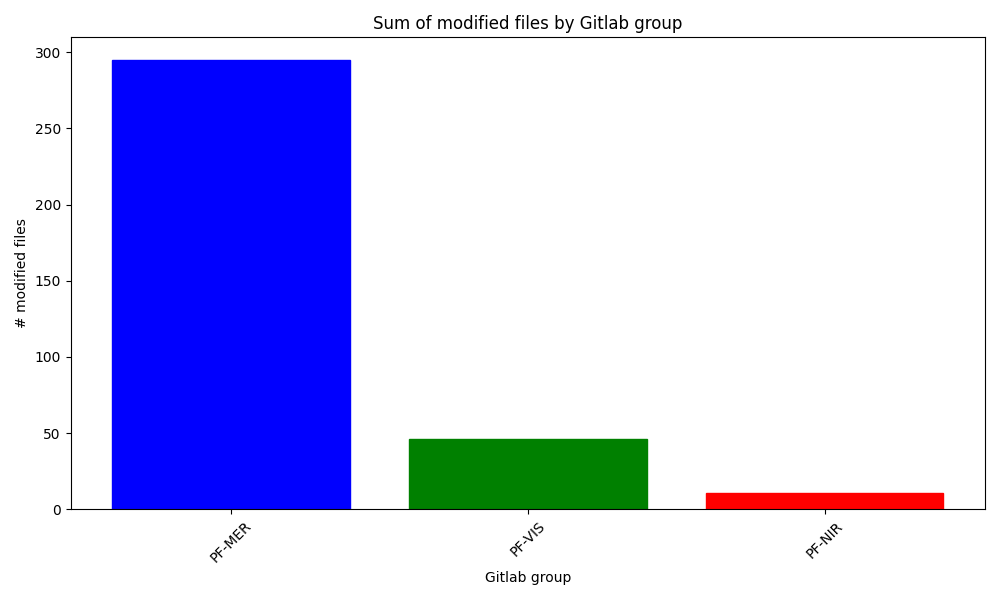 Sum of modified files by Gitlab group
300
250
200
150
100
50
0
# modified files
PF-MER
PF-VIS
PF-NIR
Gitlab group